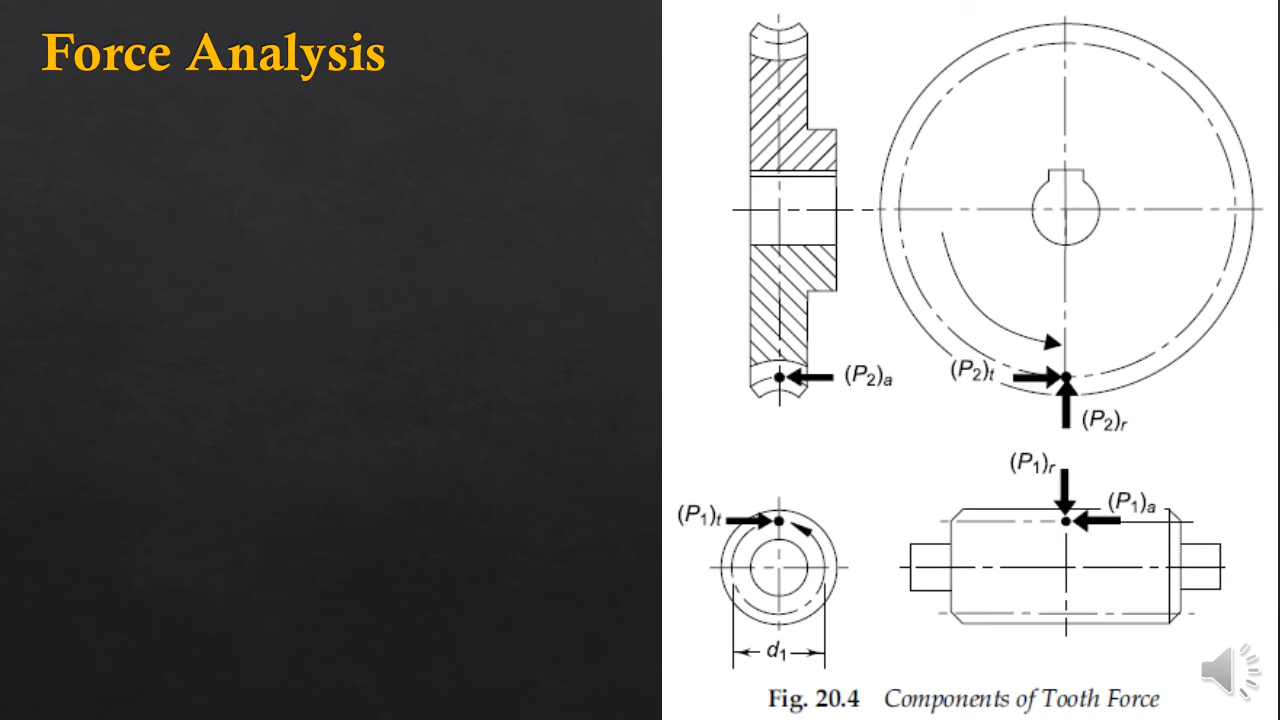 Force Analysis
(P₂)ₐ
(P₂)ₜ
(P₂)ᵣ
(P₁)ᵣ
(P₁)ₐ
(P₁)ₜ
d₁
Fig. 20.4 Components of Tooth Force